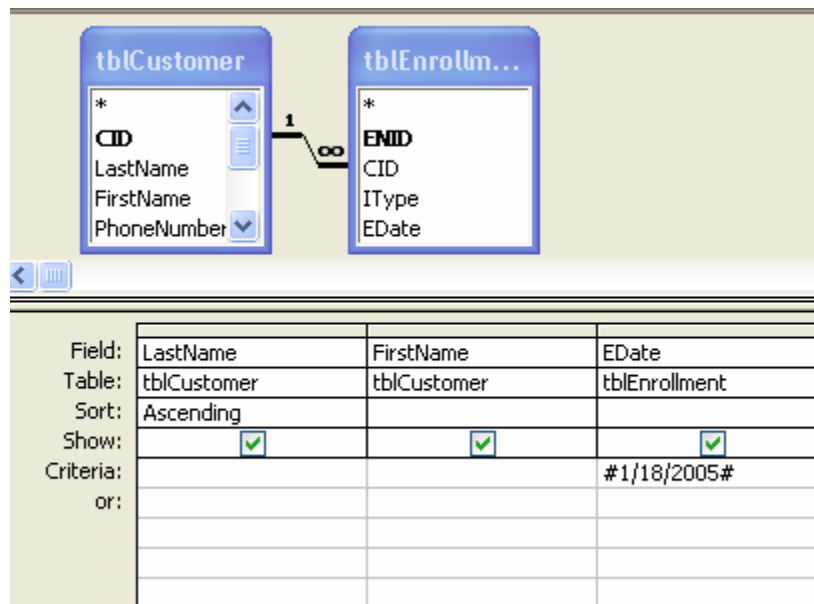 tblCustomer
*
CID
LastName
FirstName
PhoneNumber
1
∞
tblEnrollm...
*
ENID
CID
IType
EDate
Field: LastName FirstName EDate
Table: tblCustomer tblCustomer tblEnrollment
Sort: Ascending
Show:
Criteria: #1/18/2005#
or: